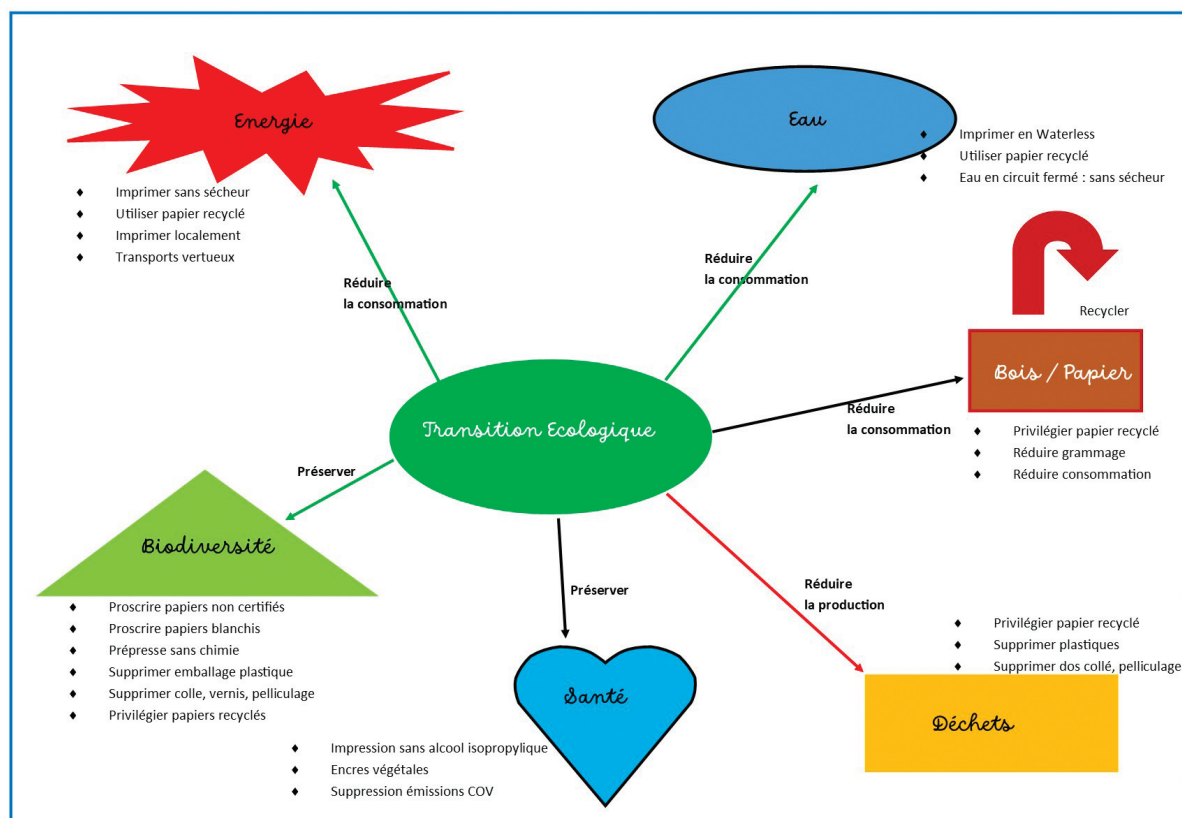 Energie
♦ Imprimer sans sécheur
♦ Utiliser papier recyclé
♦ Imprimer localement
♦ Transports vertueux
Réduire
la consommation
Eau
♦ Imprimer en Waterless
♦ Utiliser papier recyclé
♦ Eau en circuit fermé : sans sécheur
Réduire
la consommation
Recycler
Bois / Papier
♦ Privilégier papier recyclé
♦ Réduire grammage
♦ Réduire consommation
Réduire
la consommation
Transition Ecologique
Préserver
Biodiversité
♦ Proscrire papiers non certifiés
♦ Proscrire papiers blanchis
♦ Prépresse sans chimie
♦ Supprimer emballage plastique
♦ Supprimer colle, vernis, pelliculage
♦ Privilégier papiers recyclés
Préserver
Santé
♦ Impression sans alcool isopropylique
♦ Encres végétales
♦ Suppression émissions COV
Réduire
la production
♦ Privilégier papier recyclé
♦ Supprimer plastiques
♦ Supprimer dos collé, pelliculage
Déchets